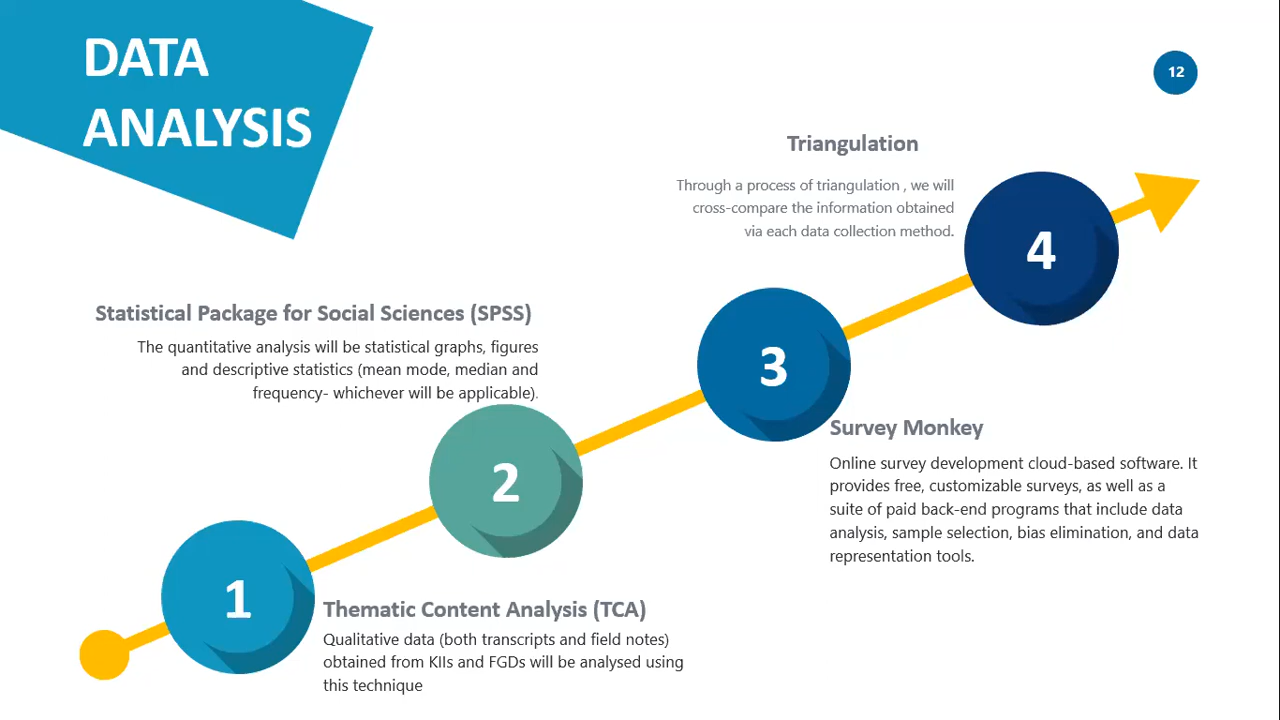 DATA
ANALYSIS
12
Triangulation
Through a process of triangulation , we will
cross-compare the information obtained
via each data collection method.
4
Statistical Package for Social Sciences (SPSS)
The quantitative analysis will be statistical graphs, figures
and descriptive statistics (mean mode, median and
frequency- whichever will be applicable).
3
Survey Monkey
Online survey development cloud-based software. It
provides free, customizable surveys, as well as a
suite of paid back-end programs that include data
analysis, sample selection, bias elimination, and data
representation tools.
2
1
Thematic Content Analysis (TCA)
Qualitative data (both transcripts and field notes)
obtained from KIIs and FGDs will be analysed using
this technique